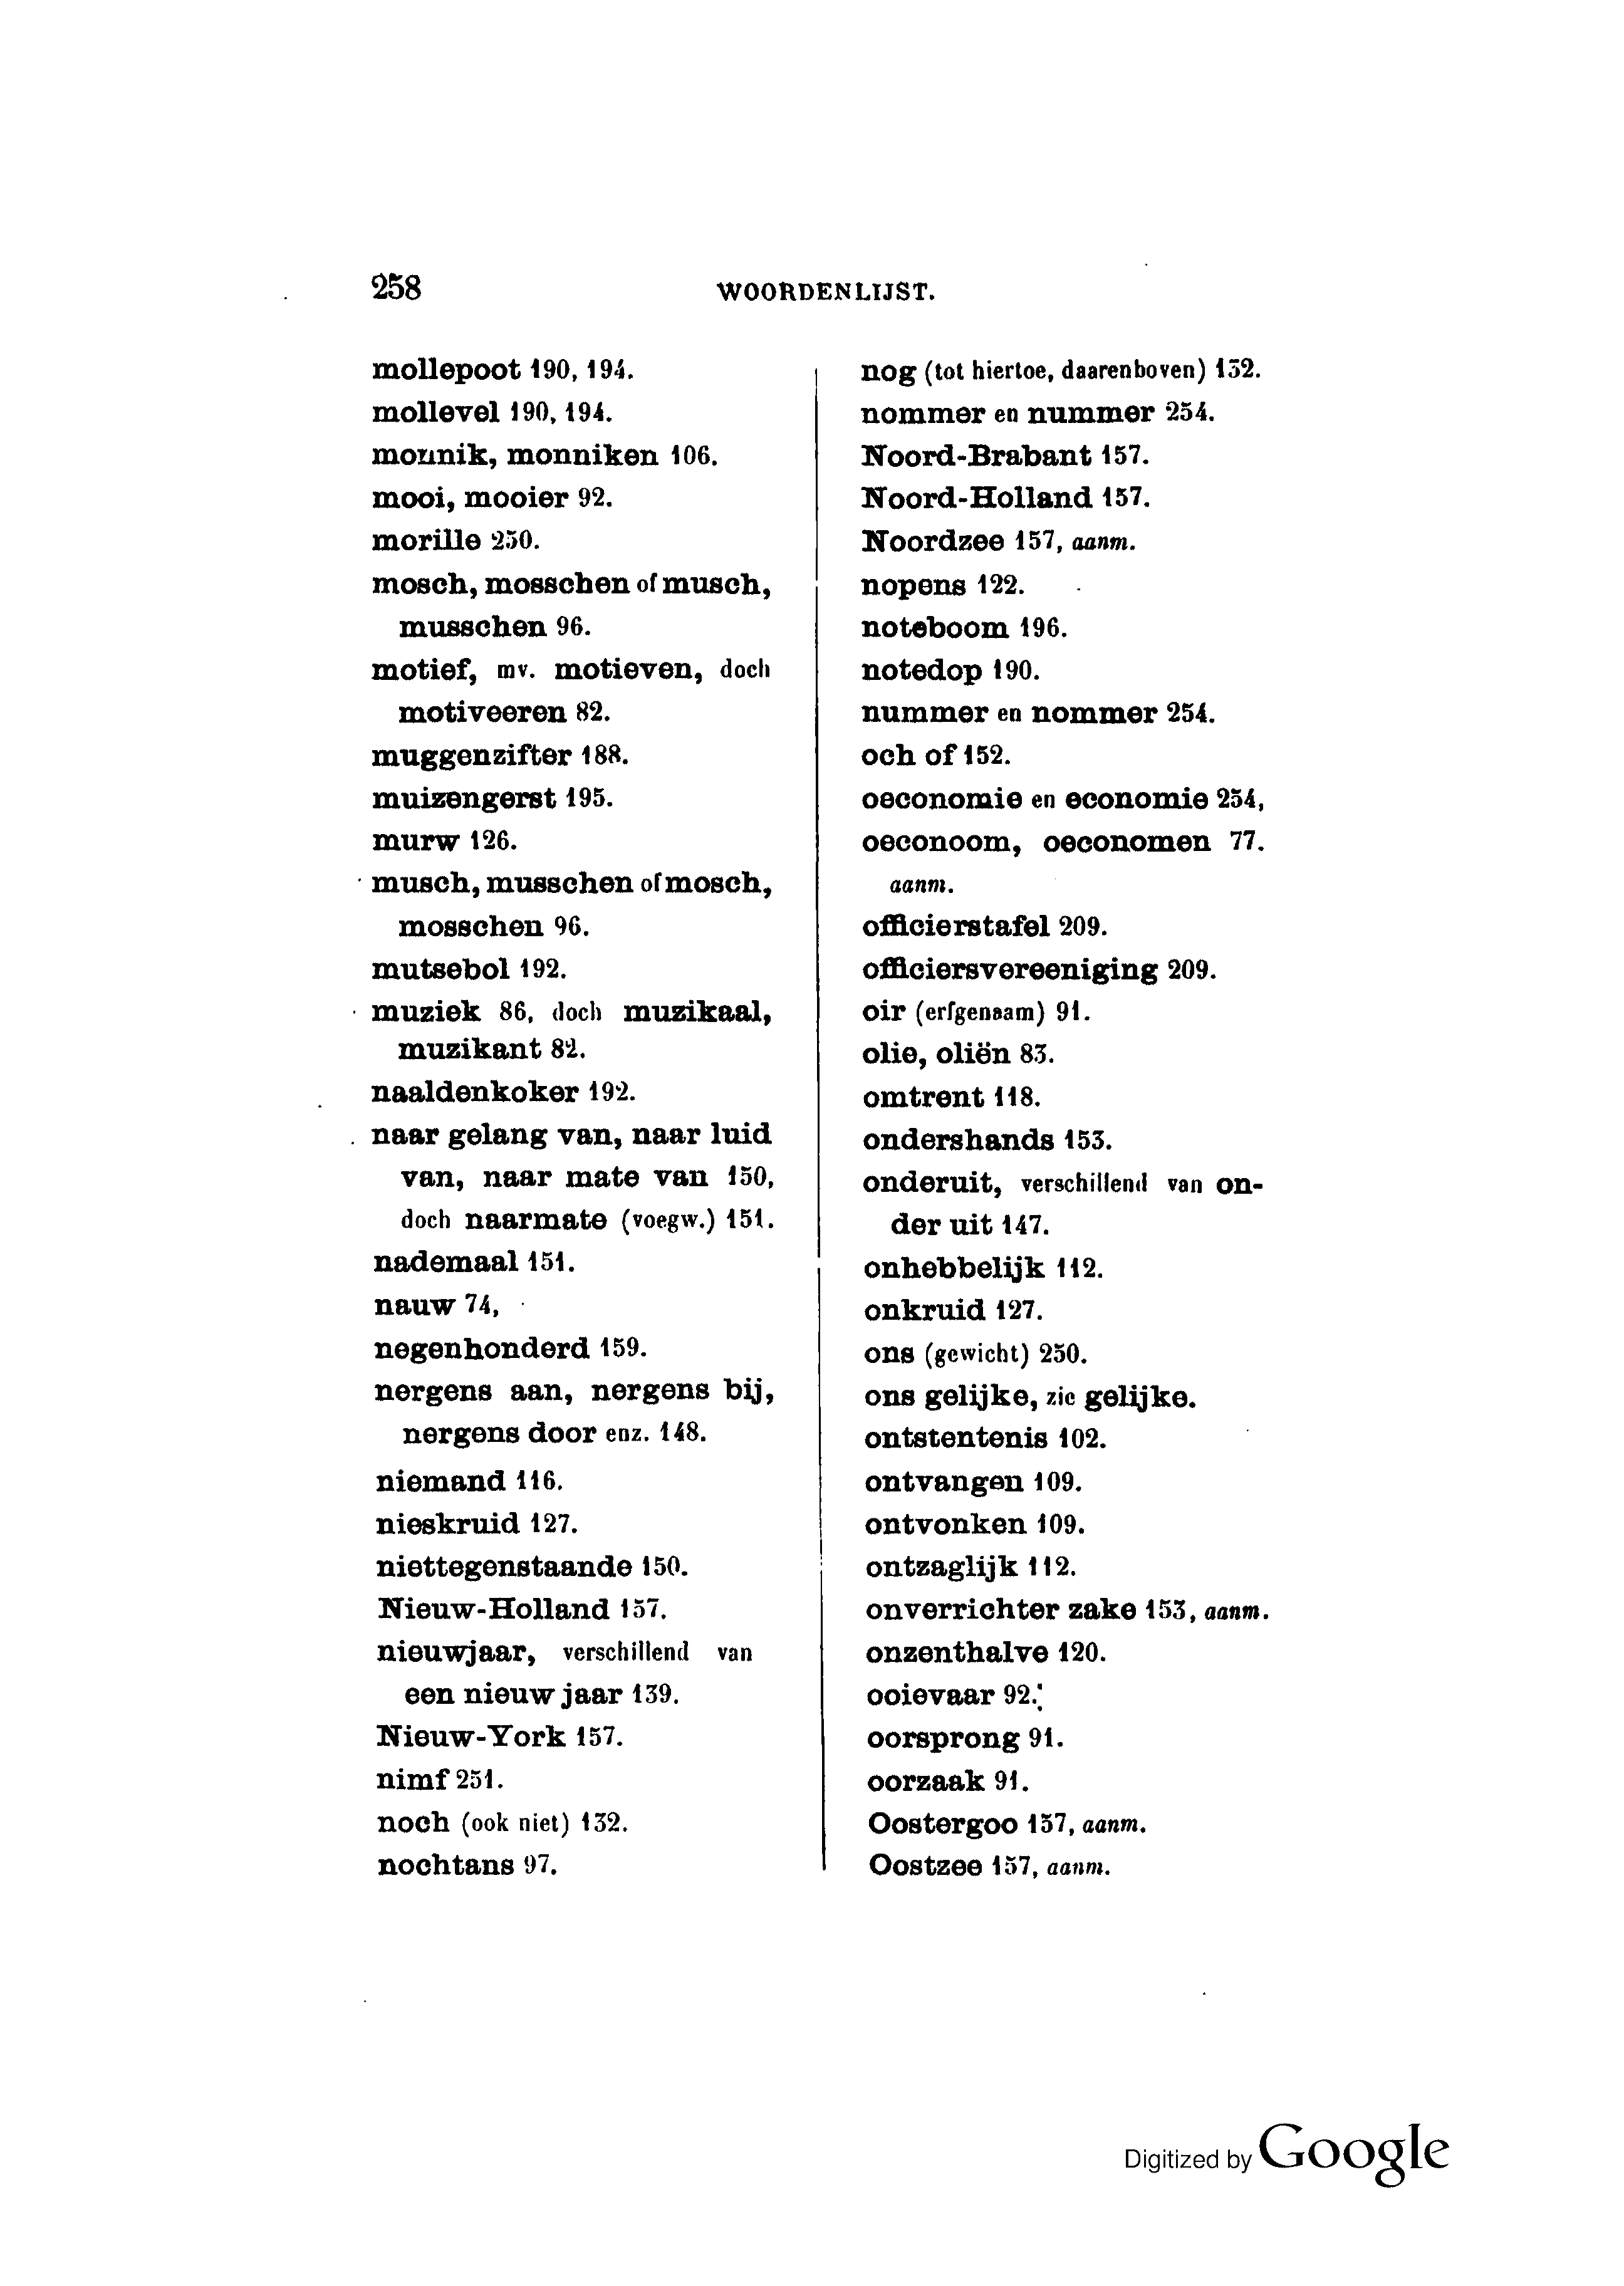 258
WOORDENLIJST.
mollepoot 190, 194.
mollevel 190, 194.
monnik, monniken 106.
mooi, mooier 92.
morille 250.
mosch, mosschen of musch,
musschen 96.
motief, mv. motieven, doch
motiveeren 82.
muggenzifter 188.
muizengerst 195.
murw 126.
musch, musschen of mosch,
mosschen 96.
mutsebol 192.
muziek 86, doch muzikaal,
muzikant 82.
naaldenkoker 192.
naar gelang van, naar luid
van, naar mate van 150,
doch naarmate (voegw.) 151.
nademaal 151.
nauw 74,
negenhonderd 159.
nergens aan, nergens bij,
nergens door enz. 148.
niemand 116.
nieskruid 127.
niettegenstaande 150.
Nieuw-Holland 157.
nieuwjaar, verschillend van
een nieuw jaar 139.
Nieuw-York 157.
nimf 251.
noch (ook niet) 132.
nochtans 97.
nog (tot hiertoe, daarenboven) 132.
nommer en nummer 254.
Noord-Brabant 157.
Noord-Holland 157.
Noordzee 157, aanm.
nopens 122.
noteboom 196.
notedop 190.
nummer en nommer 254.
och of 152.
oeconomie en economie 254,
oeconoom, oeconomen 77.
aanm.
officierstafel 209.
officiersvereeniging 209.
oir (erfgenaam) 91.
olie, oliën 83.
omtrent 118.
ondershands 153.
onderuit, verschillend van on-
der uit 147.
onhebbelijk 112.
onkruid 127.
ons (gewicht) 250.
ons gelijke, zie gelijke.
ontstentenis 102.
ontvangen 109.
ontvonken 109.
ontzaglijk 112.
onverrichter zake 153, aanm.
onzenthalve 120.
ooievaar 92.
oorsprong 91.
oorzaak 91.
Oostergoo 157, aanm.
Oostzee 157, aanm.
Digitized by Google